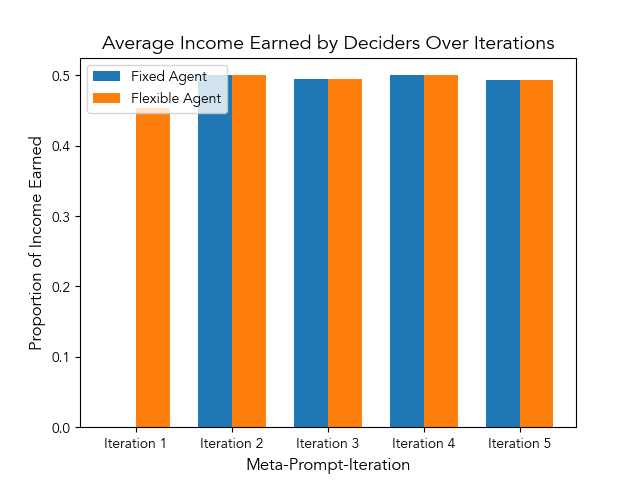 Average Income Earned by Deciders Over Iterations
Fixed Agent
Flexible Agent
Proportion of Income Earned
0.5
0.4
0.3
0.2
0.1
0.0
Iteration 1
Iteration 2
Iteration 3
Iteration 4
Iteration 5
Meta-Prompt-Iteration